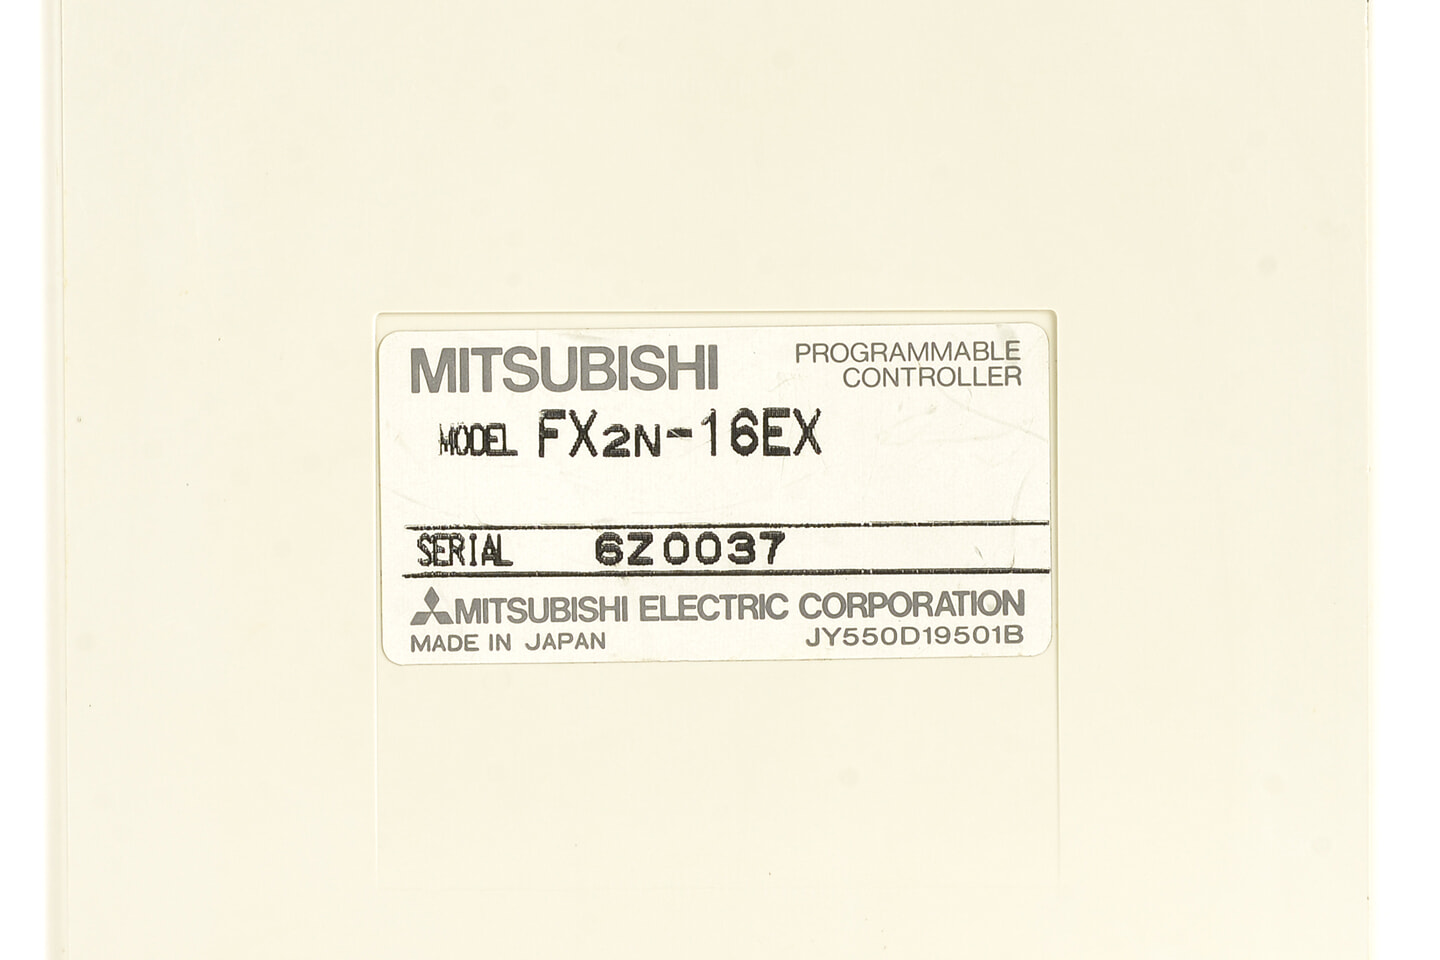 MITSUBISHI
PROGRAMMABLE
CONTROLLER
MODEL FX2N-16EX
SERIAL 6Z0037
MITSUBISHI ELECTRIC CORPORATION
MADE IN JAPAN JY550D19501B